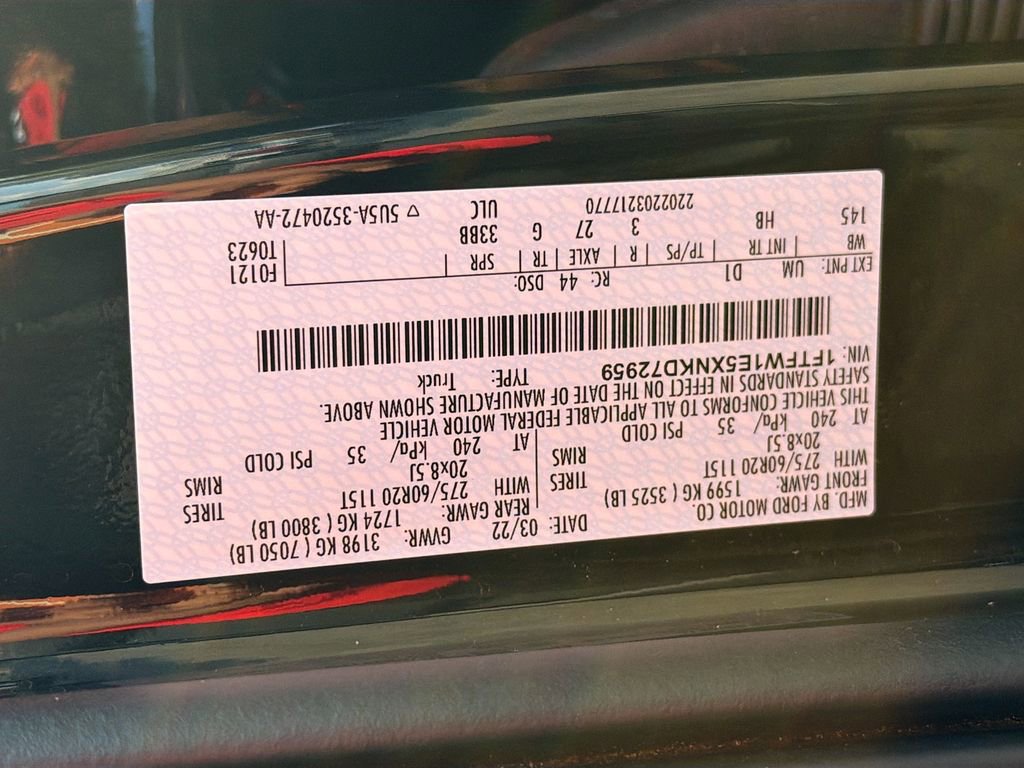 MFD. BY FORD MOTOR CO.
DATE: 03/22 GVWR: 3198 KG ( 7050 LB)
FRONT GAWR: 1599 KG ( 3525 LB) REAR GAWR: 1724 KG ( 3800 LB)
WITH 275/60R20 115T TIRES WITH 275/60R20 115T TIRES
20x8.5J RIMS 20x8.5J RIMS
AT 240 kPa/ 35 PSI COLD AT 240 kPa/ 35 PSI COLD
THIS VEHICLE CONFORMS TO ALL APPLICABLE FEDERAL MOTOR VEHICLE
SAFETY STANDARDS IN EFFECT ON THE DATE OF MANUFACTURE SHOWN ABOVE.
VIN: 1FTFW1E5XNKD72959 TYPE: Truck
EXT PNT: UM D1 RC: 44 DSO: F0121
WB INT TR TP/PS R AXLE TR SPR T0623
145 HB 3 27 G 33BB
2202203217770 ULC ▽ 5U5A-3520472-AA